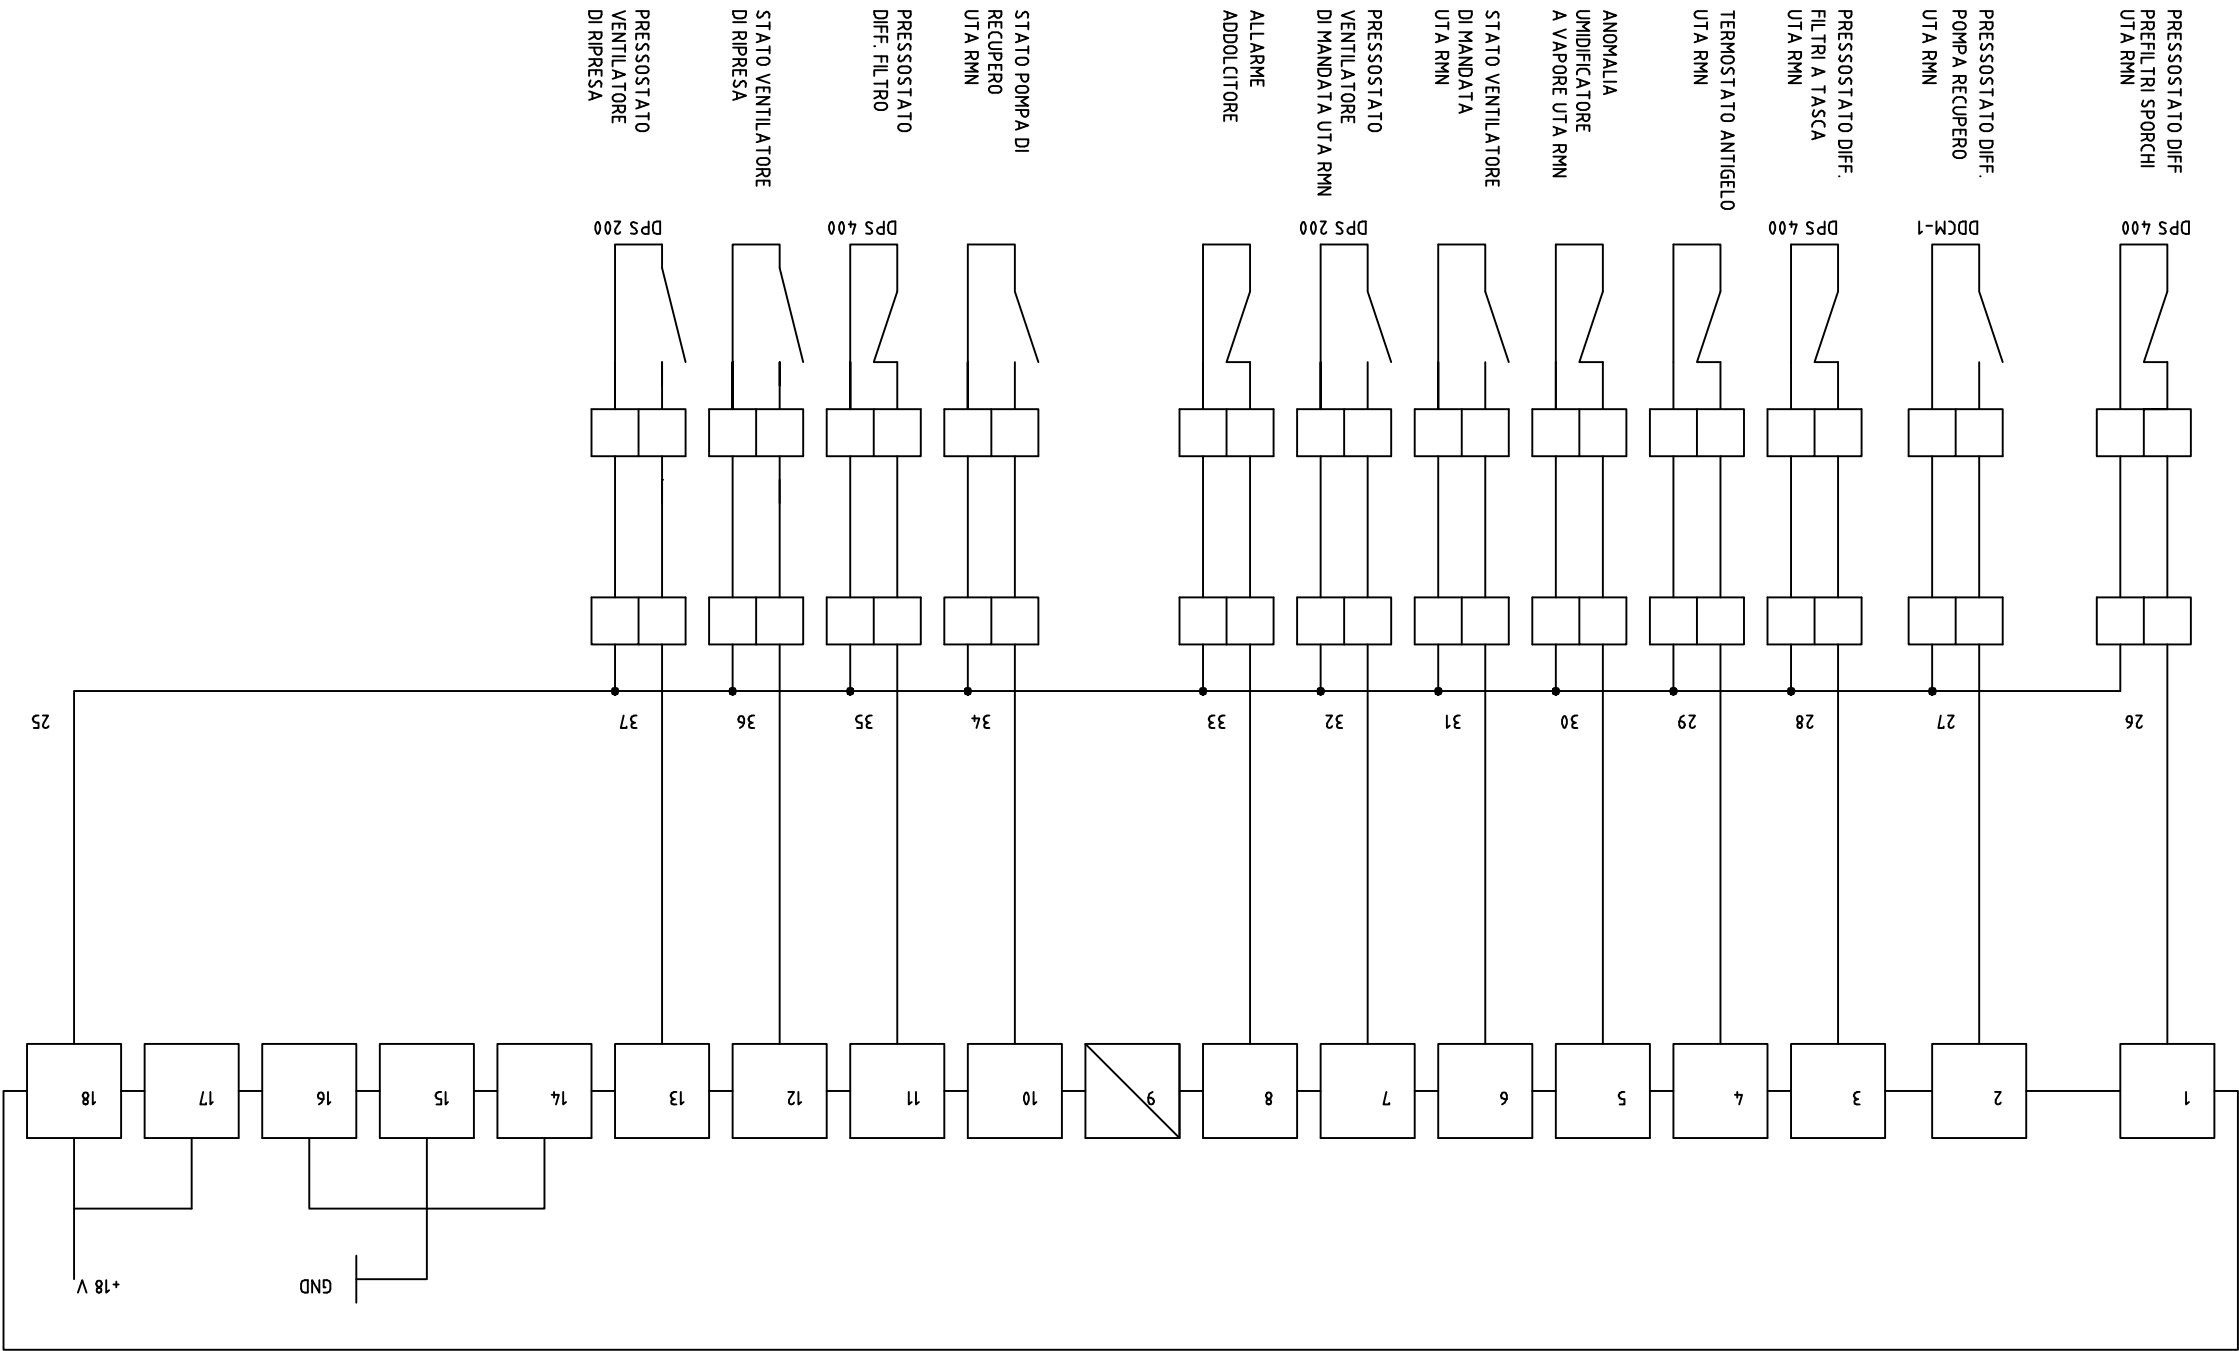 PRESSOSTATO DIFF
PREFILTRI SPORCHI
UTA RMN
PRESSOSTATO DIFF.
POMPA RECUPERO
UTA RMN
PRESSOSTATO DIFF.
FILTRI A TASCA
UTA RMN
TERMOSTATO ANTIGELO
UTA RMN
ANOMALIA
UMIDIFICATORE
A VAPORE UTA RMN
STATO VENTILATORE
DI MANDATA
UTA RMN
PRESSOSTATO
VENTILATORE
DI MANDATA UTA RMN
ALLARME
ADDOLCITORE
STATO POMPA DI
RECUPERO
UTA RMN
PRESSOSTATO
DIFF. FILTRO
STATO VENTILATORE
DI RIPRESA
PRESSOSTATO
VENTILATORE
DI RIPRESA
DPS 400
DDCM-1
DPS 400
DPS 200
DPS 400
DPS 200
26
27
28
29
30
31
32
33
34
35
36
37
25
1
2
3
4
5
6
7
8
9
10
11
12
13
14
15
16
17
18
GND
+18 V